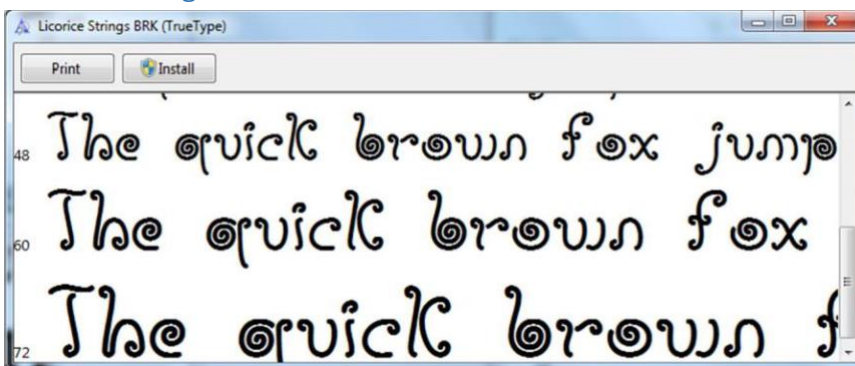 Licorice Strings BRK (TrueType)
Print Install
48 The quick brown fox jump
60 The quick brown fox
72 The quick brown f